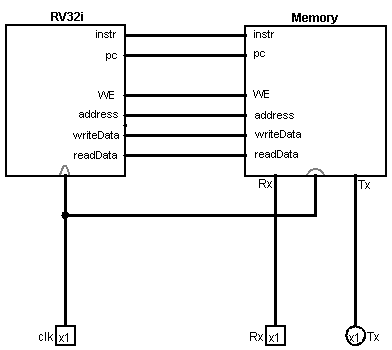 RV32i Memory
instr instr
pc pc
WE WE
address address
writeData writeData
readData readData
Rx Tx
clk x1 Rx x1 x1 Tx